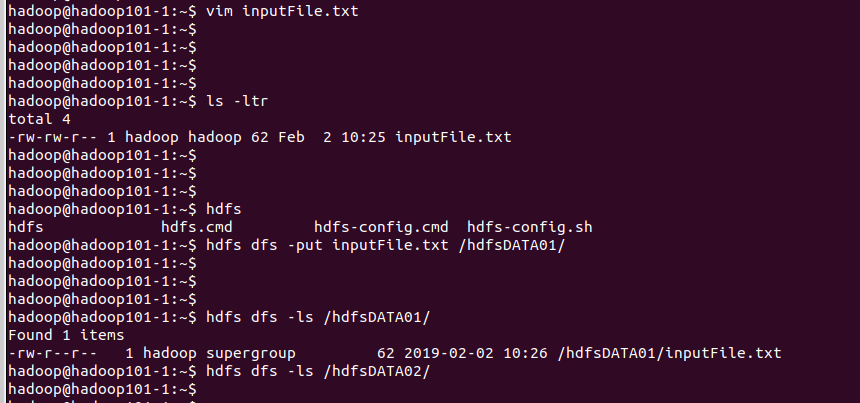 hadoop@hadoop101-1:~$ vim inputFile.txt
hadoop@hadoop101-1:~$
hadoop@hadoop101-1:~$
hadoop@hadoop101-1:~$
hadoop@hadoop101-1:~$
hadoop@hadoop101-1:~$ ls -ltr
total 4
-rw-rw-r-- 1 hadoop hadoop 62 Feb  2 10:25 inputFile.txt
hadoop@hadoop101-1:~$
hadoop@hadoop101-1:~$
hadoop@hadoop101-1:~$
hadoop@hadoop101-1:~$ hdfs
hdfs             hdfs.cmd         hdfs-config.cmd  hdfs-config.sh
hadoop@hadoop101-1:~$ hdfs dfs -put inputFile.txt /hdfsDATA01/
hadoop@hadoop101-1:~$
hadoop@hadoop101-1:~$
hadoop@hadoop101-1:~$
hadoop@hadoop101-1:~$ hdfs dfs -ls /hdfsDATA01/
Found 1 items
-rw-r--r--   1 hadoop supergroup         62 2019-02-02 10:26 /hdfsDATA01/inputFile.txt
hadoop@hadoop101-1:~$ hdfs dfs -ls /hdfsDATA02/
hadoop@hadoop101-1:~$
hadoop@hadoop101-1:~$